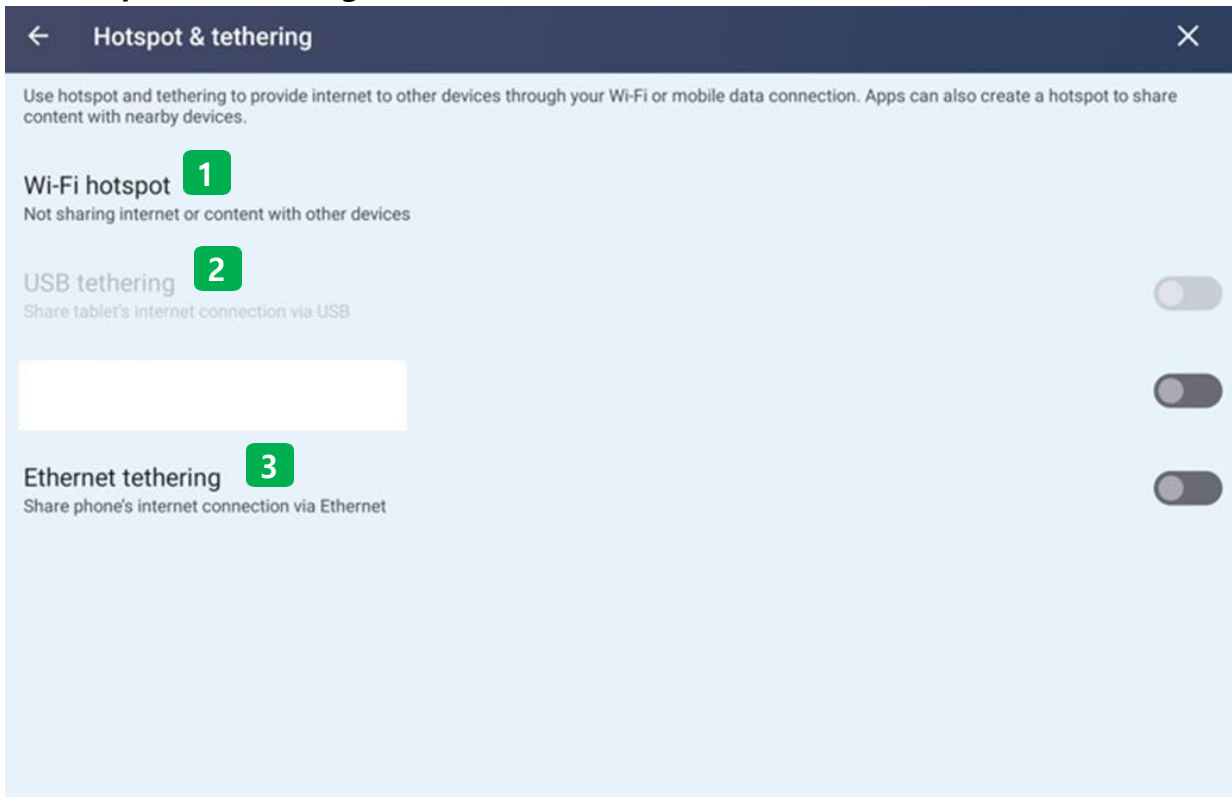 Hotspot & tethering
Use hotspot and tethering to provide internet to other devices through your Wi-Fi or mobile data connection. Apps can also create a hotspot to share
content with nearby devices.
Wi-Fi hotspot 1
Not sharing internet or content with other devices
USB tethering 2
Share tablet's internet connection via USB
Ethernet tethering 3
Share phone's internet connection via Ethernet